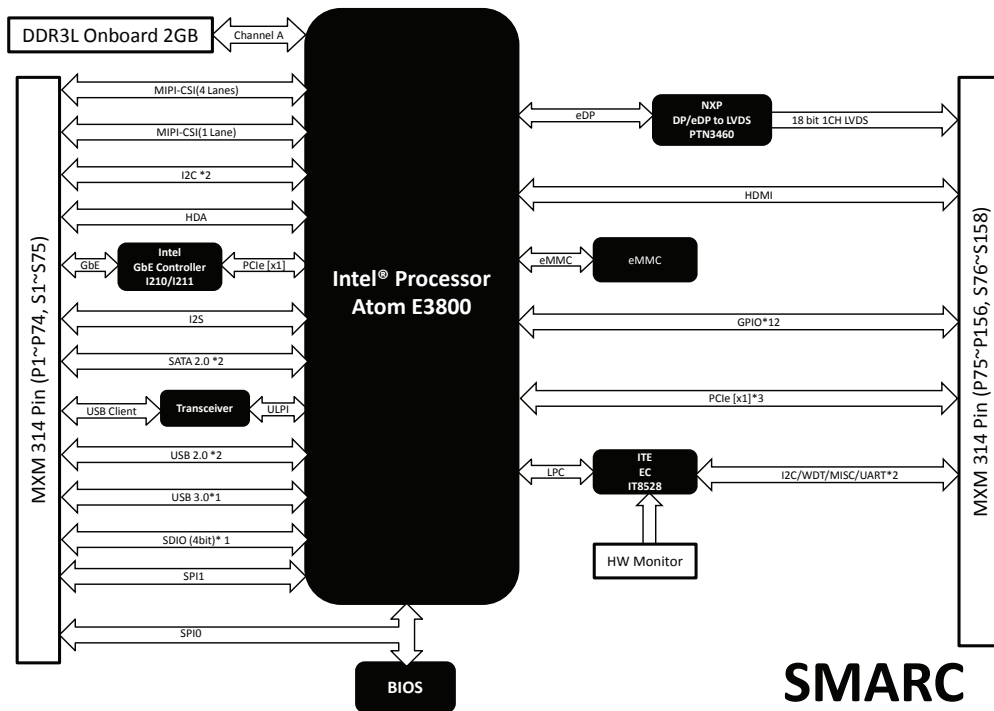 DDR3L Onboard 2GB
Channel A
MXM 314 Pin (P1~P74, S1~S75)
MIPI-CSI(4 Lanes)
MIPI-CSI(1 Lane)
I2C *2
HDA
GbE
Intel
GbE Controller
I210/I211
PCIe [x1]
I2S
SATA 2.0 *2
USB Client
Transceiver
ULPI
USB 2.0 *2
USB 3.0*1
SDIO (4bit)* 1
SPI1
SPI0
Intel® Processor
Atom E3800
BIOS
eDP
NXP
DP/eDP to LVDS
PTN3460
18 bit 1CH LVDS
HDMI
eMMC
eMMC
GPIO*12
PCIe [x1]*3
LPC
ITE
EC
IT8528
I2C/WDT/MISC/UART*2
HW Monitor
MXM 314 Pin (P75~P156, S76~S158)
SMARC